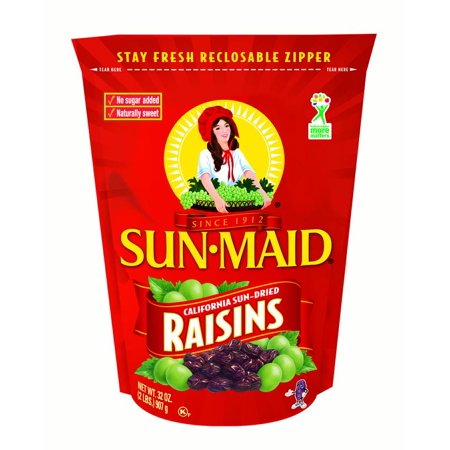 STAY FRESH RECLOSABLE ZIPPER
TEAR HERE TEAR HERE
No sugar added
Naturally sweet
more
matters
SINCE 1912
SUN•MAID
CALIFORNIA SUN-DRIED
RAISINS
NET WT. 32 OZ.
(2 LBS.) 907 g
K